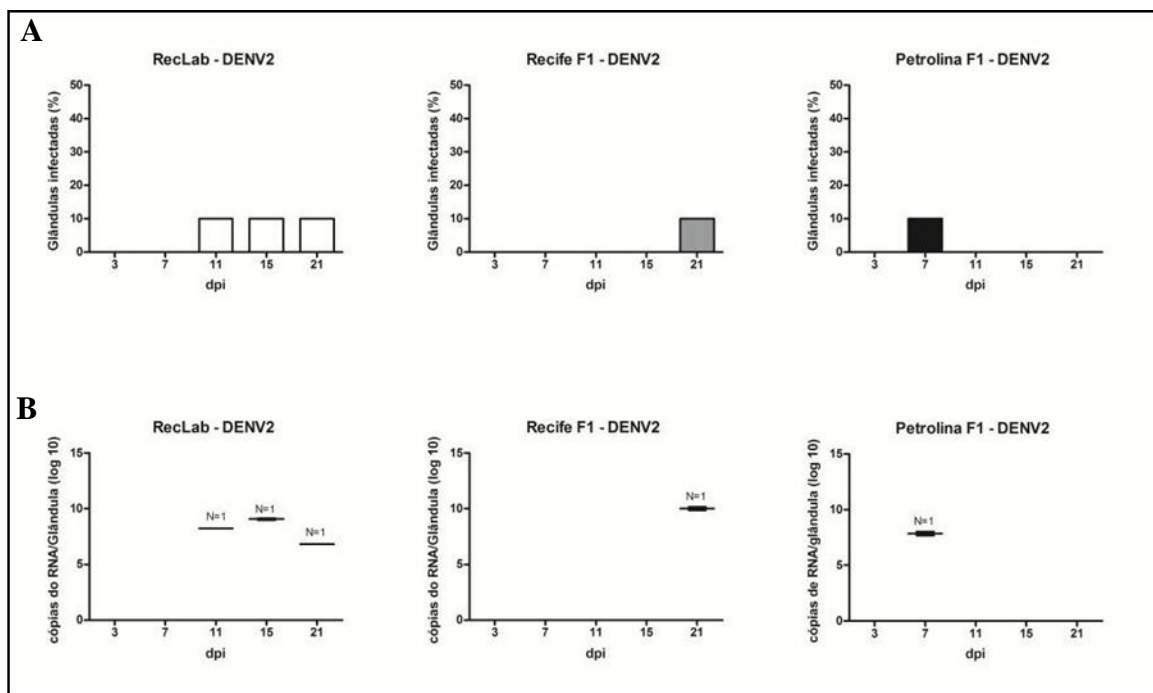 A
RecLab - DENV2
Glândulas infectadas (%)
50
40
30
20
10
0
3 7 11 15 21
dpi
Recife F1 - DENV2
Glândulas infectadas (%)
50
40
30
20
10
0
3 7 11 15 21
dpi
Petrolina F1 - DENV2
Glândulas infectadas (%)
50
40
30
20
10
0
3 7 11 15 21
dpi
B
RecLab - DENV2
cópias do RNA/Glândula (log 10)
15
10
5
0
N=1
N=1
N=1
3 7 11 15 21
dpi
Recife F1 - DENV2
cópias do RNA/Glândula (log 10)
15
10
5
0
N=1
3 7 11 15 21
dpi
Petrolina F1 - DENV2
cópias de RNA/glândula (log 10)
15
10
5
0
N=1
3 7 11 15 21
dpi